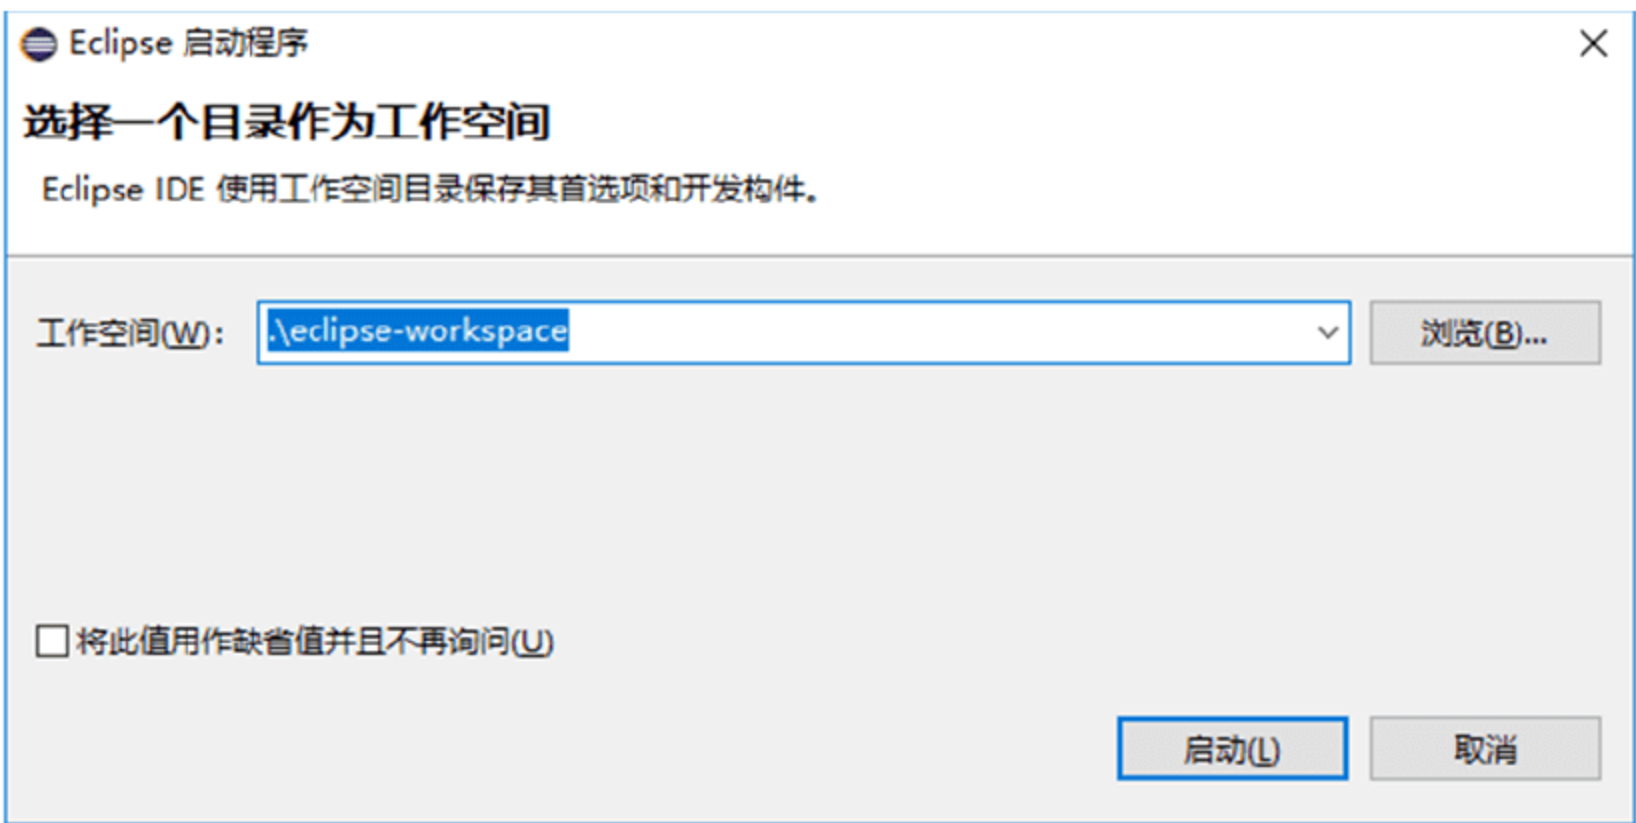 Eclipse 启动程序
选择一个目录作为工作空间
Eclipse IDE 使用工作空间目录保存其首选项和开发构件。
工作空间(W)： .\eclipse-workspace 浏览(B)...
将此值用作缺省值并且不再询问(U)
启动(L) 取消